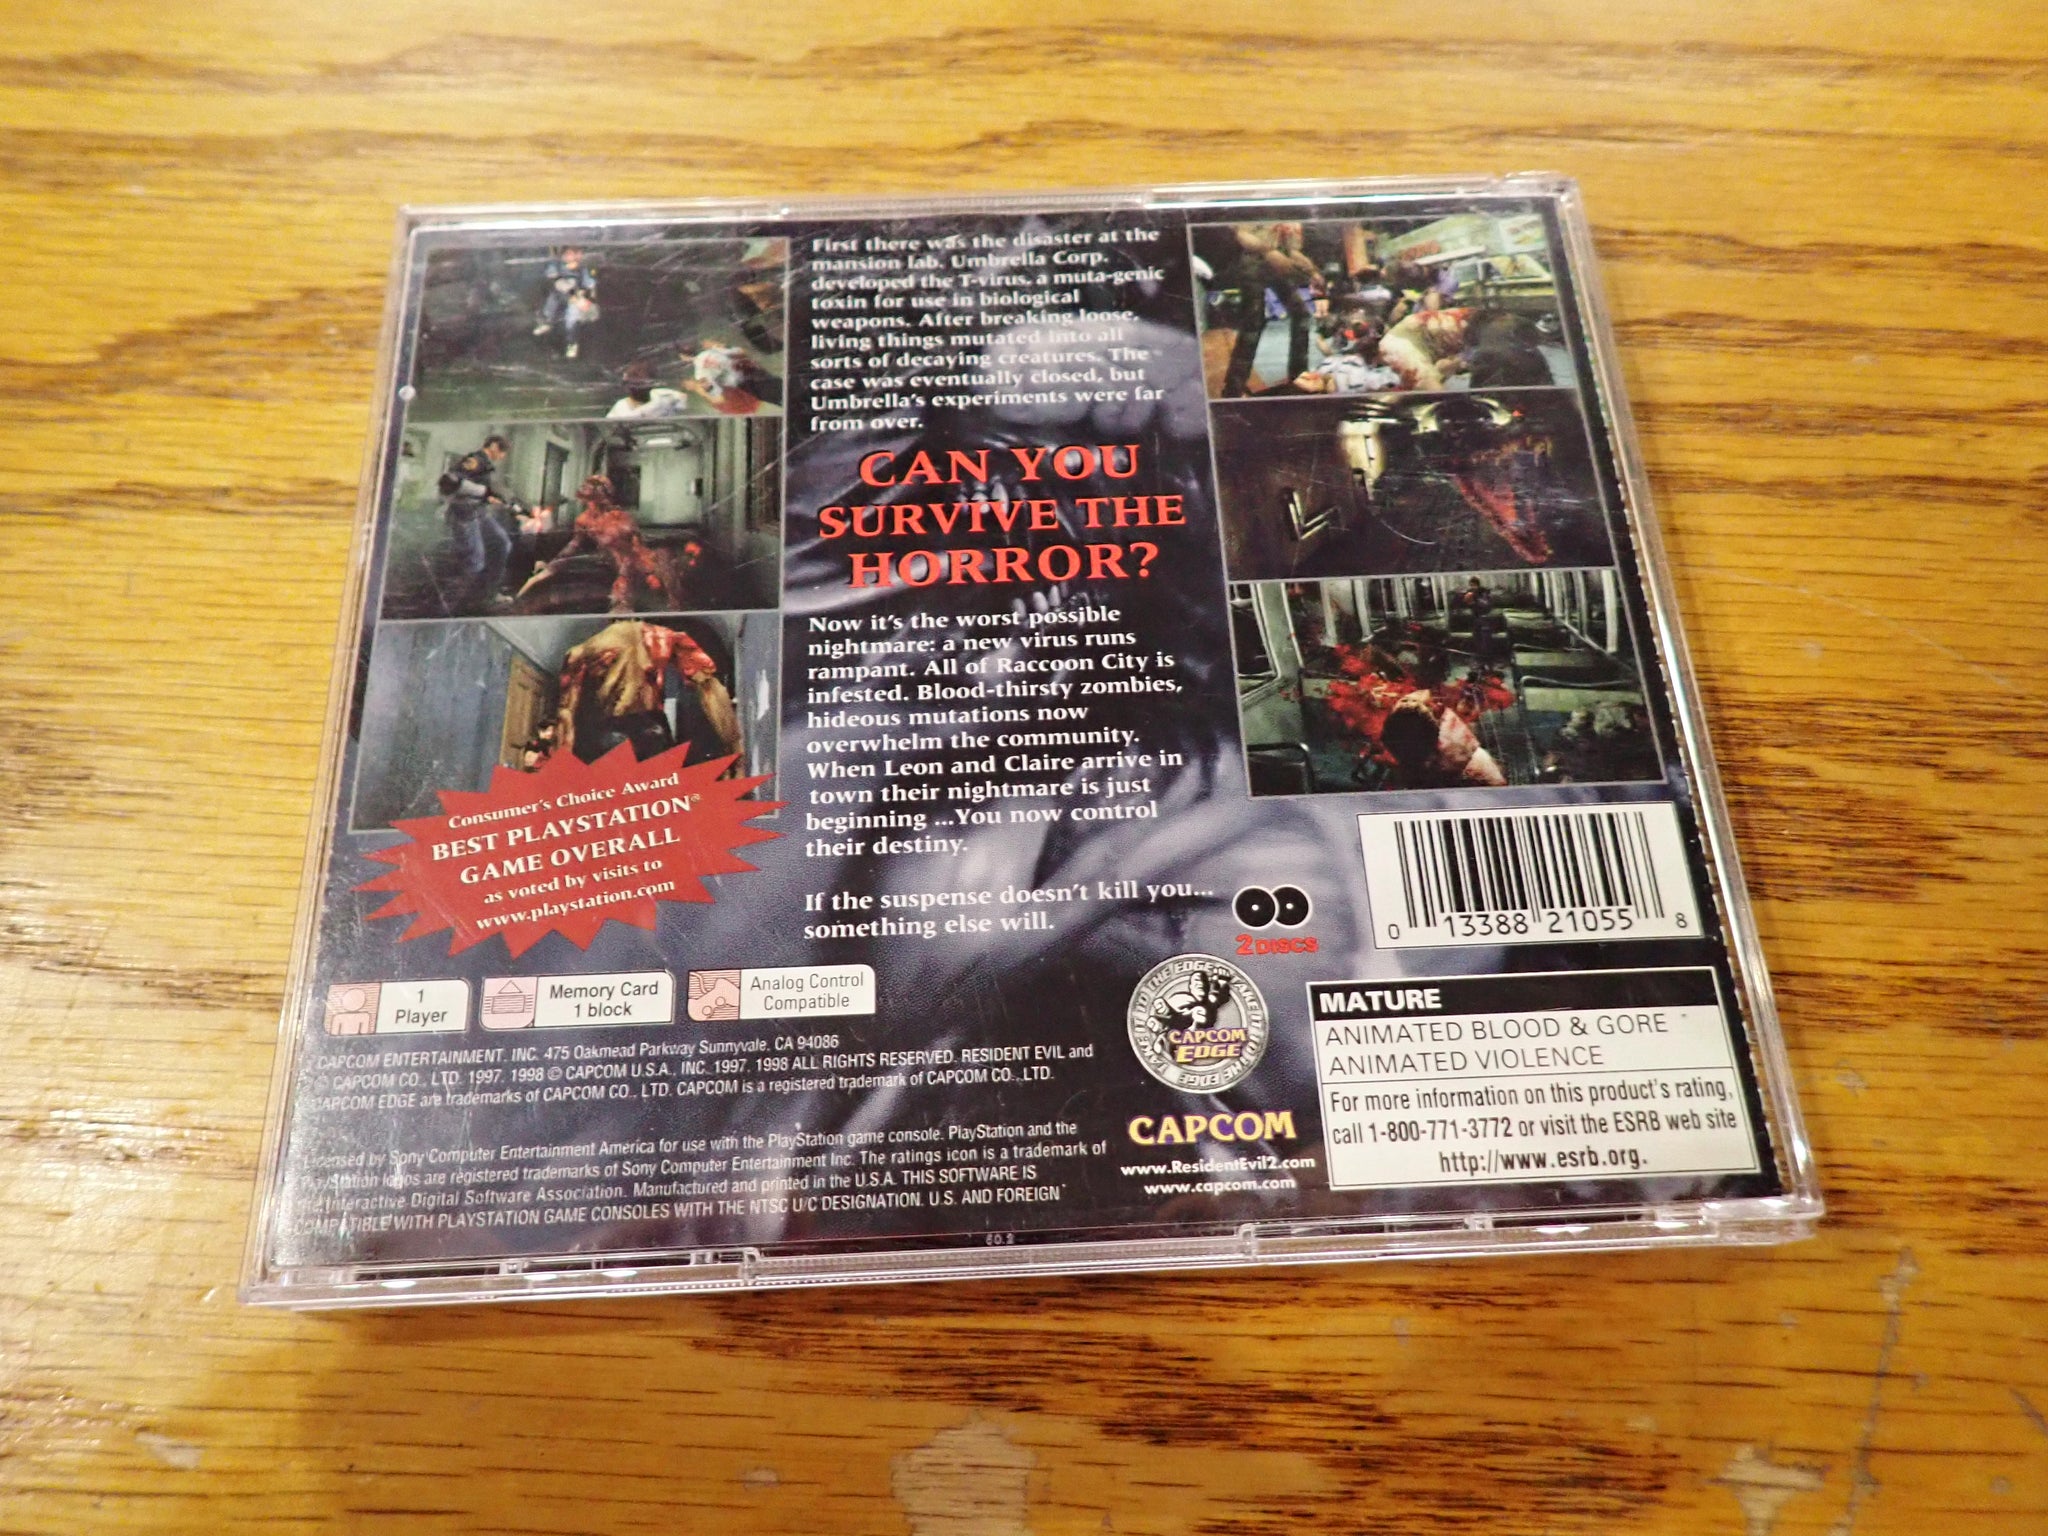 First there was the disaster at the
mansion lab. Umbrella Corp.
developed the T-virus, a muta-genic
toxin for use in biological
weapons. After breaking loose,
living things mutated into all
sorts of decaying creatures. The
case was eventually closed, but
Umbrella's experiments were far
from over.
CAN YOU
SURVIVE THE
HORROR?
Now it's the worst possible
nightmare: a new virus runs
rampant. All of Raccoon City is
infested. Blood-thirsty zombies,
hideous mutations now
overwhelm the community.
When Leon and Claire arrive in
town their nightmare is just
beginning ...You now control
their destiny.
If the suspense doesn't kill you...
something else will.
Consumer's Choice Award
BEST PLAYSTATION®
GAME OVERALL
as voted by visits to
www.playstation.com
2 DISCS
0 13388 21055 8
1
Player
Memory Card
1 block
Analog Control
Compatible
CAPCOM
EDGE
CAPCOM
www.ResidentEvil2.com
www.capcom.com
MATURE
ANIMATED BLOOD & GORE
ANIMATED VIOLENCE
For more information on this product's rating,
call 1-800-771-3772 or visit the ESRB web site
http://www.esrb.org.
CAPCOM ENTERTAINMENT, INC. 475 Oakmead Parkway Sunnyvale, CA 94086
© CAPCOM CO., LTD. 1997, 1998 © CAPCOM U.S.A., INC. 1997, 1998 ALL RIGHTS RESERVED. RESIDENT EVIL and
CAPCOM EDGE are trademarks of CAPCOM CO., LTD. CAPCOM is a registered trademark of CAPCOM CO., LTD.
Licensed by Sony Computer Entertainment America for use with the PlayStation game console. PlayStation and the
PlayStation logos are registered trademarks of Sony Computer Entertainment Inc. The ratings icon is a trademark of
the Interactive Digital Software Association. Manufactured and printed in the U.S.A. THIS SOFTWARE IS
COMPATIBLE WITH PLAYSTATION GAME CONSOLES WITH THE NTSC U/C DESIGNATION. U.S. AND FOREIGN